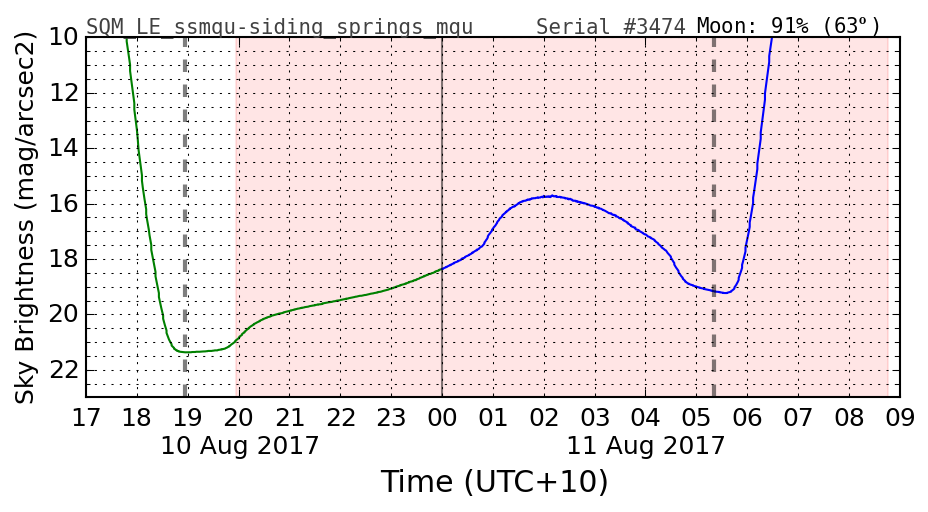 SQM_LE_ssmqu-siding_springs_mqu Serial #3474 Moon: 91% (63°)
10
12
14
16
18
20
22
Sky Brightness (mag/arcsec2)
17 18 19 20 21 22 23 00 01 02 03 04 05 06 07 08 09
10 Aug 2017 11 Aug 2017
Time (UTC+10)